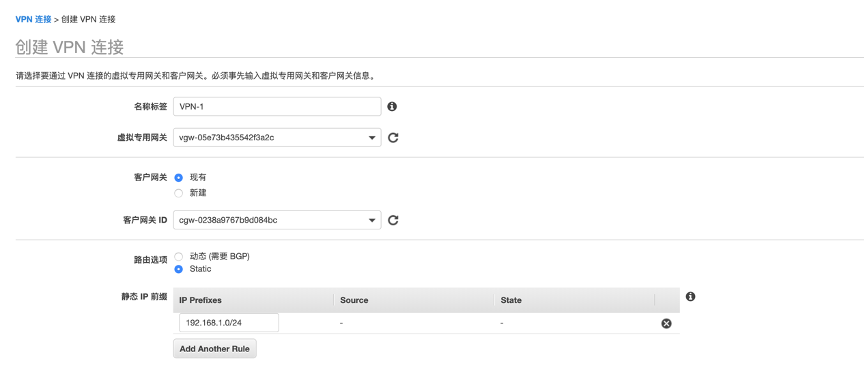 VPN 连接 > 创建 VPN 连接
创建 VPN 连接
请选择要通过 VPN 连接的虚拟专用网关和客户网关。必须事先输入虚拟专用网关和客户网关信息。
名称标签 VPN-1
虚拟专用网关 vgw-05e73b435542f3a2c
客户网关 现有
新建
客户网关 ID cgw-0238a9767b9d084bc
路由选项 动态 (需要 BGP)
Static
静态 IP 前缀 IP Prefixes Source State
192.168.1.0/24 - -
Add Another Rule